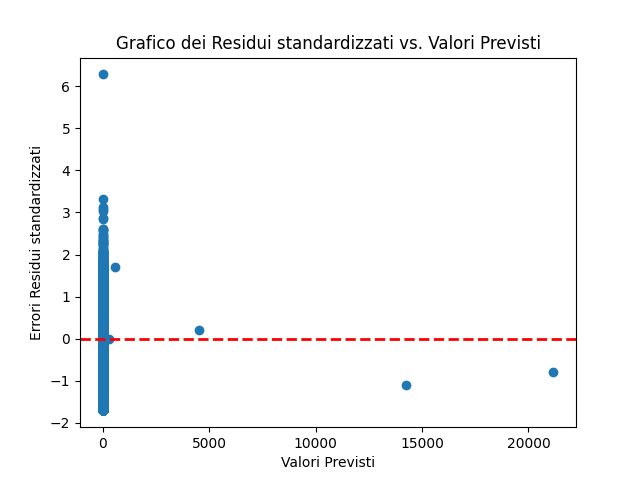 Grafico dei Residui standardizzati vs. Valori Previsti
Errori Residui standardizzati
6
5
4
3
2
1
0
−1
−2
0 5000 10000 15000 20000
Valori Previsti